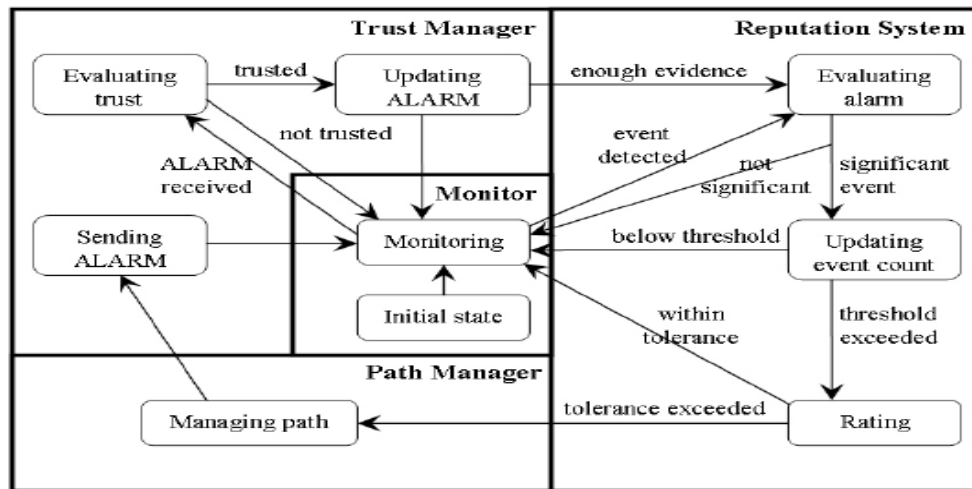 Trust Manager
Reputation System
Evaluating
trust
trusted
Updating
ALARM
enough evidence
Evaluating
alarm
not trusted
ALARM
received
event
detected
not
significant
significant
event
Monitor
Sending
ALARM
Monitoring
below threshold
Updating
event count
Initial state
within
tolerance
threshold
exceeded
Path Manager
Managing path
tolerance exceeded
Rating